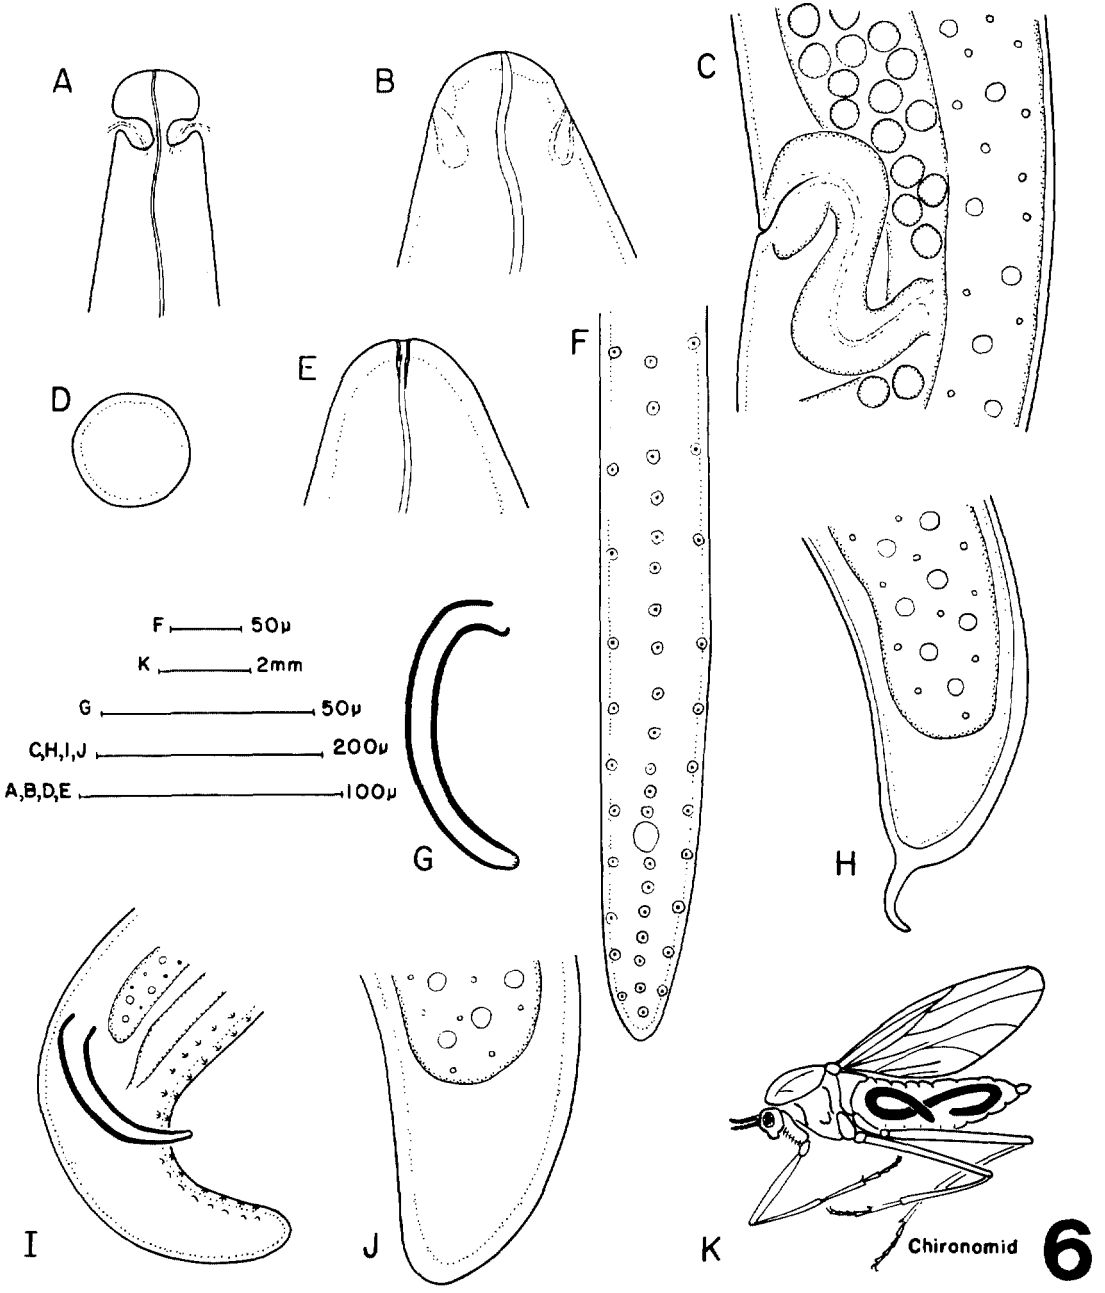 A
B
C
D
E
F
F 50μ
K 2mm
G 50μ
C,H,I,J 200μ
A,B,D,E 100μ
G
H
I
J
K
Chironomid 6